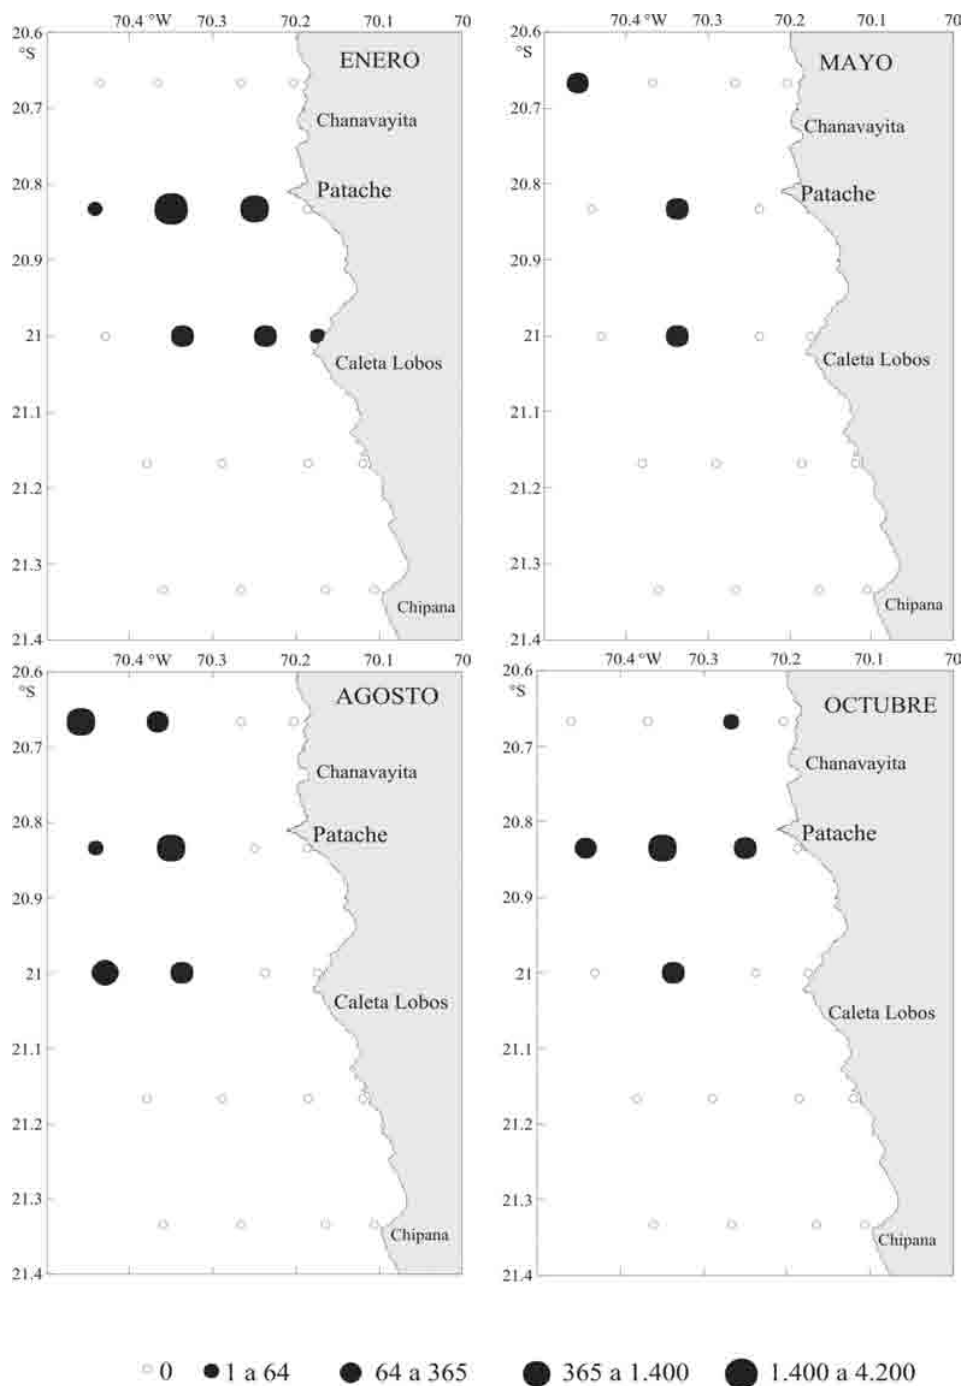 70.4 °W 70.3 70.2 70.1 70
20.6
°S
ENERO
20.7
Chanavayita
20.8
Patache
20.9
21
Caleta Lobos
21.1
21.2
21.3
Chipana
21.4
70.4 °W 70.3 70.2 70.1 70
20.6
°S
MAYO
20.7
Chanavayita
20.8
Patache
20.9
21
Caleta Lobos
21.1
21.2
21.3
Chipana
21.4
70.4 °W 70.3 70.2 70.1 70
20.6
°S
AGOSTO
20.7
Chanavayita
20.8
Patache
20.9
21
Caleta Lobos
21.1
21.2
21.3
Chipana
21.4
70.4 °W 70.3 70.2 70.1 70
20.6
°S
OCTUBRE
20.7
Chanavayita
20.8
Patache
20.9
21
Caleta Lobos
21.1
21.2
21.3
Chipana
21.4
0 1 a 64 64 a 365 365 a 1.400 1.400 a 4.200